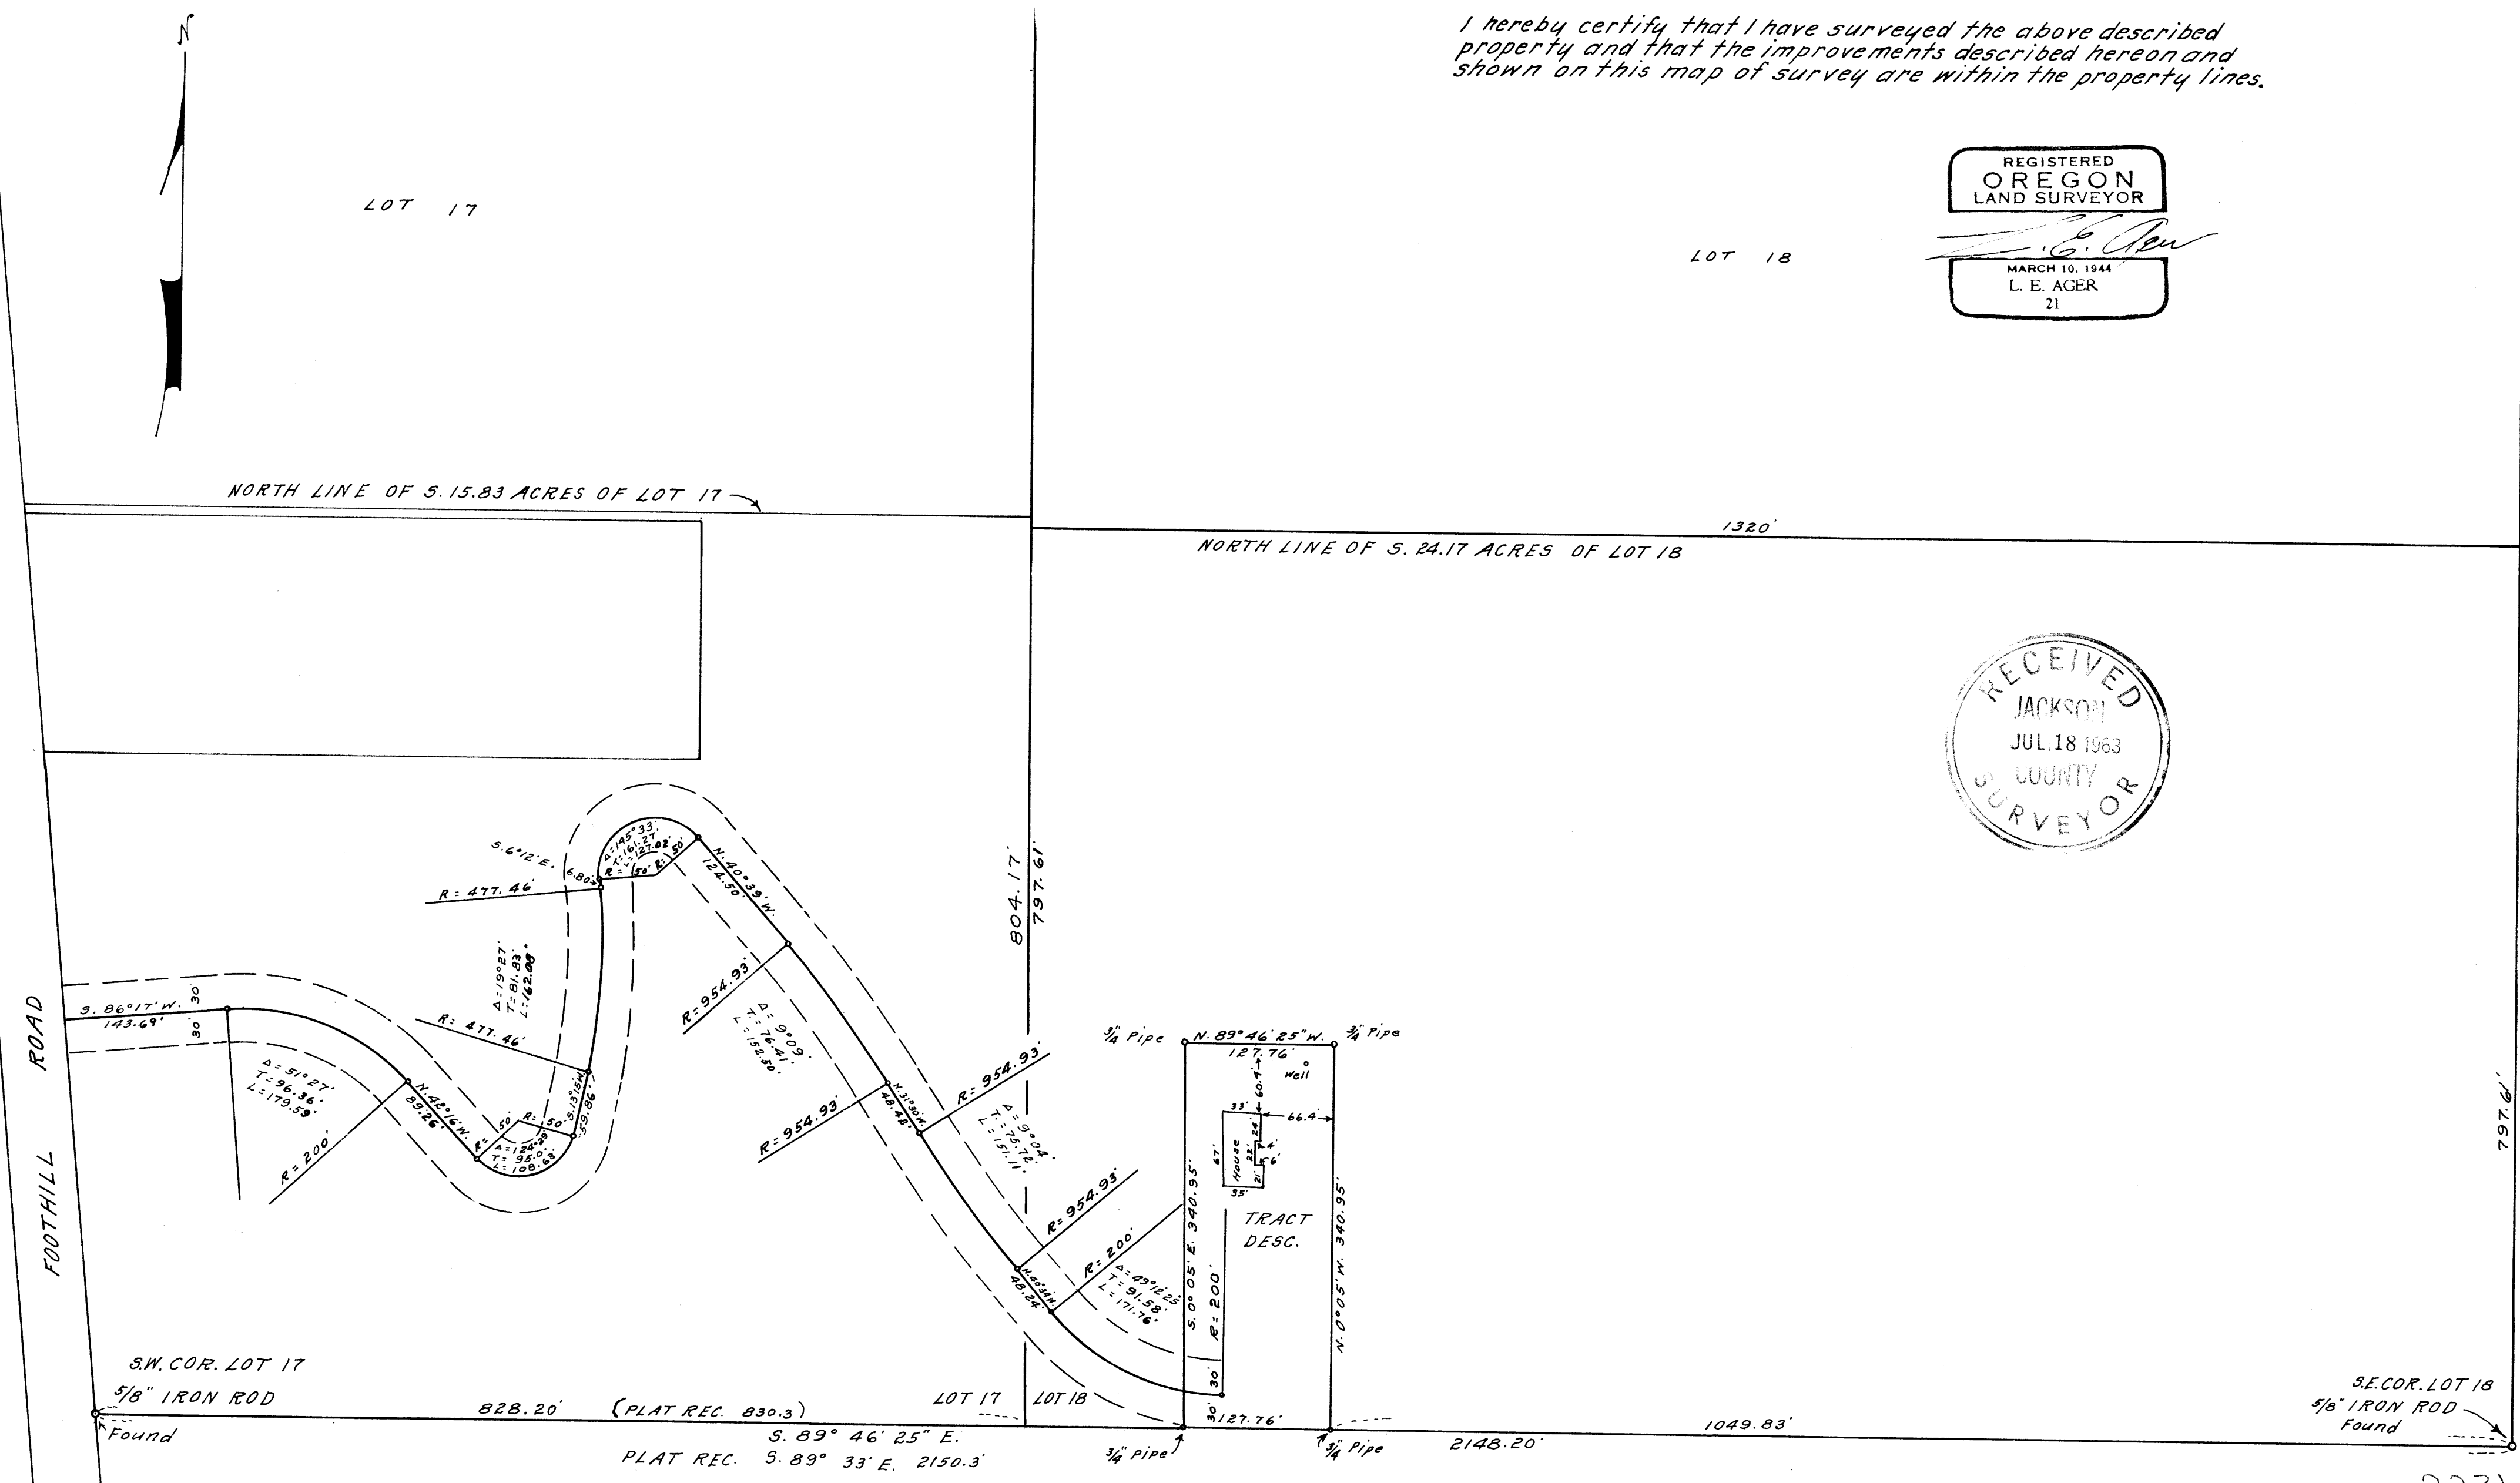 I hereby certify that I have surveyed the above described
property and that the improvements described hereon and
shown on this map of survey are within the property lines.
N
REGISTERED
OREGON
LAND SURVEYOR
L. E. Ager
MARCH 10, 1944
L. E. AGER
21
LOT 17
LOT 18
NORTH LINE OF S. 15.83 ACRES OF LOT 17
1320'
NORTH LINE OF S. 24.17 ACRES OF LOT 18
RECEIVED
JACKSON
JUL. 18 1963
COUNTY
SURVEYOR
804.17'
797.61'
797.61'
FOOTHILL ROAD
S. 86°17' W.
143.69'
30'
30'
Δ = 51°27'
T = 96.36'
L = 179.59'
R = 200'
N. 42°16' W.
89.26'
50'
R = 50'
Δ = 124°29'
T = 95.0'
L = 108.63'
S. 13°15' W.
59.86'
R = 477.46'
Δ = 19°27'
T = 81.83'
L = 162.08'
R = 477.46'
S. 6°12' E.
6.80'
Δ = 145°33'
T = 161.27'
L = 127.02'
R = 50'
R = 50'
N. 40°39' W.
124.50'
R = 954.93'
Δ = 9°09'
T = 76.41'
L = 152.50'
R = 954.93'
N. 31°30' W.
48.42'
R = 954.93'
Δ = 9°04'
T = 75.72'
L = 151.11'
R = 954.93'
N. 40°34' W.
48.24'
R = 200'
Δ = 49°12'25"
T = 91.58'
L = 171.76'
3/4" Pipe
N. 89° 46' 25" W.
3/4" Pipe
127.76'
60.4'
Well
33'
66.4'
24'
4'
67'
HOUSE
22'
6'
21'
35'
TRACT
DESC.
S. 0° 05' E. 340.95'
R = 200'
N. 0° 05' W. 340.95'
30'
30'
S.W. COR. LOT 17
5/8" IRON ROD
Found
828.20' (PLAT REC. 830.3)
LOT 17
LOT 18
127.76'
1049.83'
S. 89° 46' 25" E.
2148.20'
PLAT REC. S. 89° 33' E. 2150.3'
3/4" Pipe
3/4" Pipe
S.E. COR. LOT 18
5/8" IRON ROD
Found